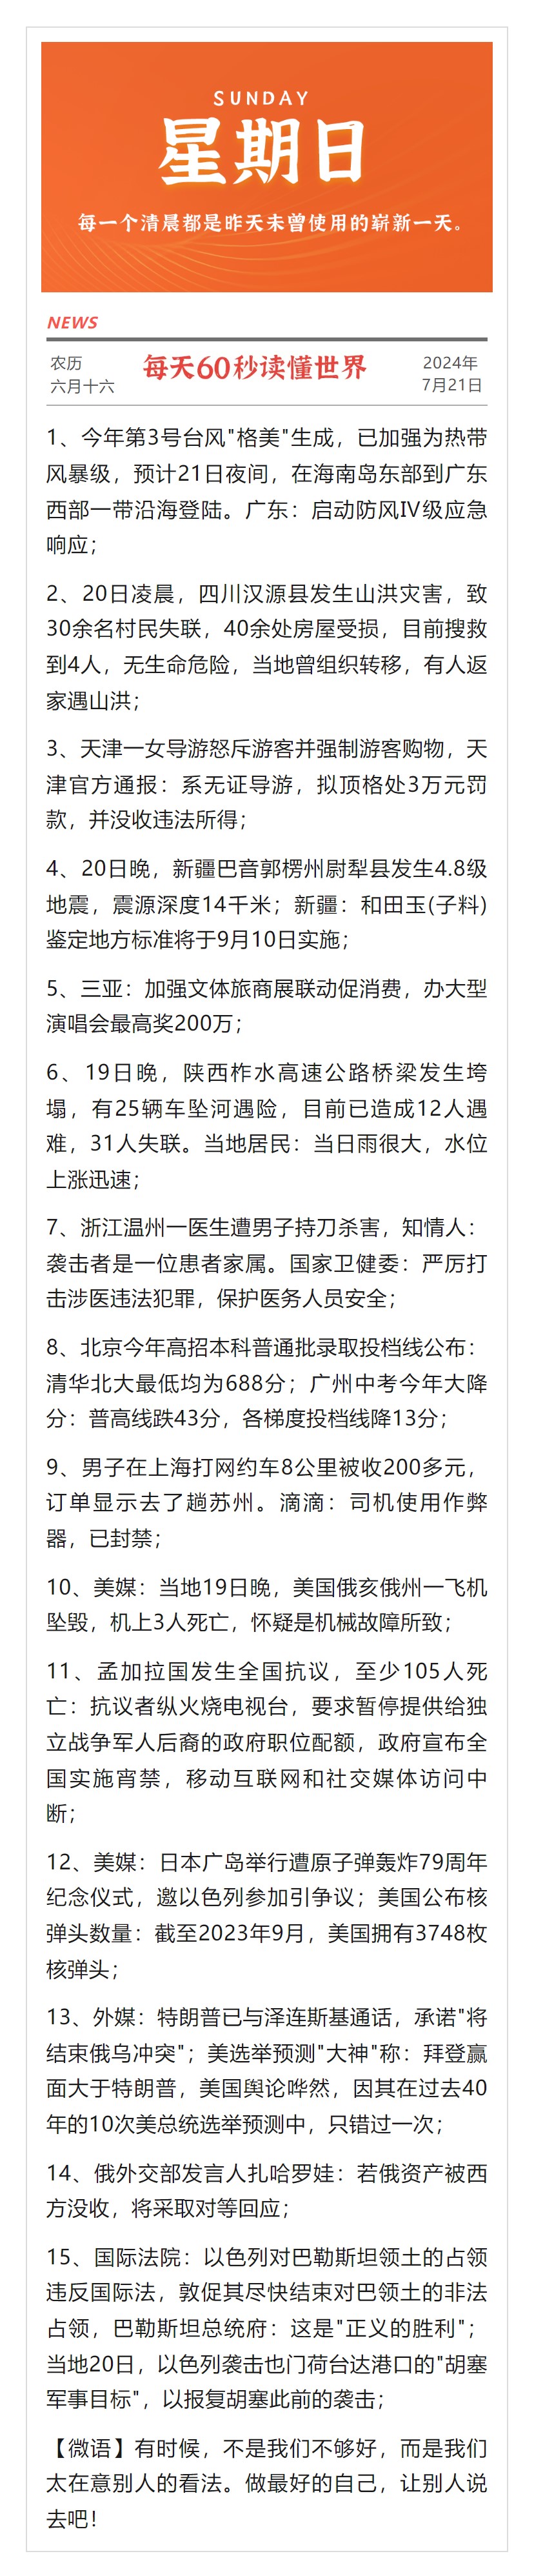 SUNDAY
星期日
每一个清晨都是昨天未曾使用的崭新一天。
NEWS
农历
六月十六
每天60秒读懂世界
2024年
7月21日
1、今年第3号台风"格美"生成，已加强为热带
风暴级，预计21日夜间，在海南岛东部到广东
西部一带沿海登陆。广东：启动防风IV级应急
响应；
2、20日凌晨，四川汉源县发生山洪灾害，致
30余名村民失联，40余处房屋受损，目前搜救
到4人，无生命危险，当地曾组织转移，有人返
家遇山洪；
3、天津一女导游怒斥游客并强制游客购物，天
津官方通报：系无证导游，拟顶格处3万元罚
款，并没收违法所得；
4、20日晚，新疆巴音郭楞州尉犁县发生4.8级
地震，震源深度14千米；新疆：和田玉(子料)
鉴定地方标准将于9月10日实施；
5、三亚：加强文体旅商展联动促消费，办大型
演唱会最高奖200万；
6、19日晚，陕西柞水高速公路桥梁发生垮
塌，有25辆车坠河遇险，目前已造成12人遇
难，31人失联。当地居民：当日雨很大，水位
上涨迅速；
7、浙江温州一医生遭男子持刀杀害，知情人：
袭击者是一位患者家属。国家卫健委：严厉打
击涉医违法犯罪，保护医务人员安全；
8、北京今年高招本科普通批录取投档线公布：
清华北大最低均为688分；广州中考今年大降
分：普高线跌43分，各梯度投档线降13分；
9、男子在上海打网约车8公里被收200多元，
订单显示去了趟苏州。滴滴：司机使用作弊
器，已封禁；
10、美媒：当地19日晚，美国俄亥俄州一飞机
坠毁，机上3人死亡，怀疑是机械故障所致；
11、孟加拉国发生全国抗议，至少105人死
亡：抗议者纵火烧电视台，要求暂停提供给独
立战争军人后裔的政府职位配额，政府宣布全
国实施宵禁，移动互联网和社交媒体访问中
断；
12、美媒：日本广岛举行遭原子弹轰炸79周年
纪念仪式，邀以色列参加引争议；美国公布核
弹头数量：截至2023年9月，美国拥有3748枚
核弹头；
13、外媒：特朗普已与泽连斯基通话，承诺"将
结束俄乌冲突"；美选举预测"大神"称：拜登赢
面大于特朗普，美国舆论哗然，因其在过去40
年的10次美总统选举预测中，只错过一次；
14、俄外交部发言人扎哈罗娃：若俄资产被西
方没收，将采取对等回应；
15、国际法院：以色列对巴勒斯坦领土的占领
违反国际法，敦促其尽快结束对巴领土的非法
占领，巴勒斯坦总统府：这是"正义的胜利"；
当地20日，以色列袭击也门荷台达港口的"胡塞
军事目标"，以报复胡塞此前的袭击；
【微语】有时候，不是我们不够好，而是我们
太在意别人的看法。做最好的自己，让别人说
去吧！